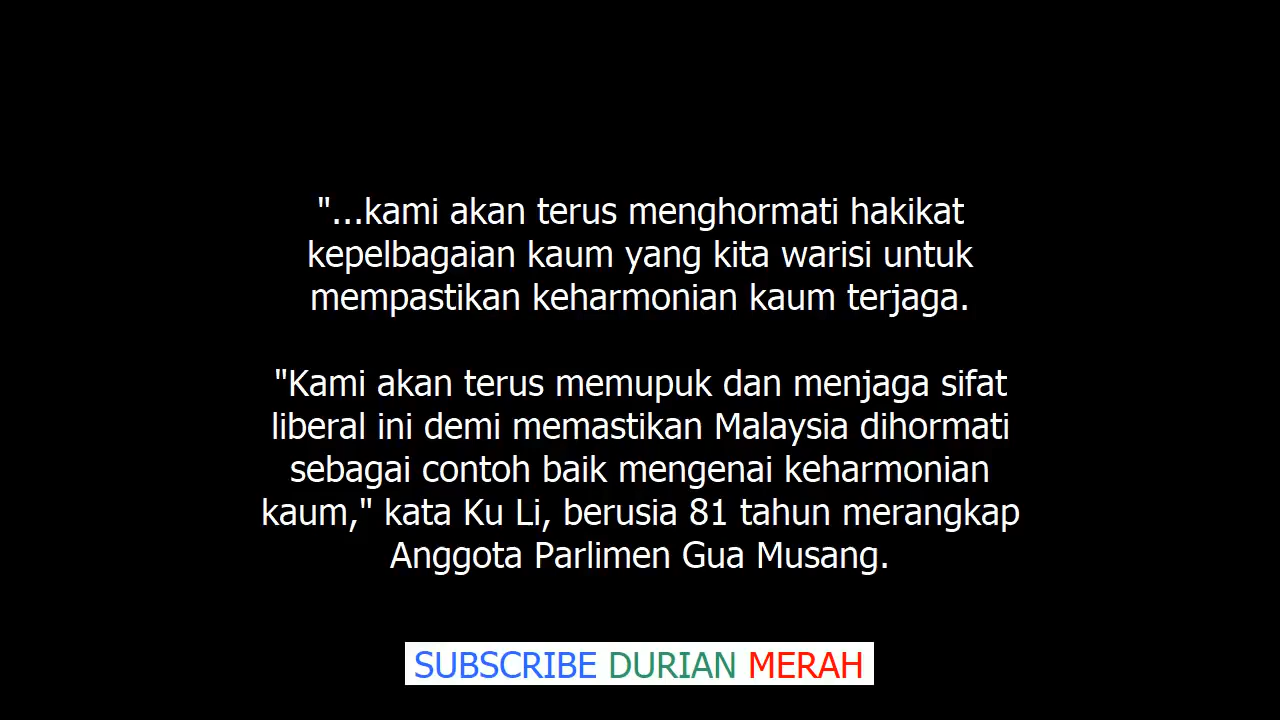 "...kami akan terus menghormati hakikat
kepelbagaian kaum yang kita warisi untuk
mempastikan keharmonian kaum terjaga.
"Kami akan terus memupuk dan menjaga sifat
liberal ini demi memastikan Malaysia dihormati
sebagai contoh baik mengenai keharmonian
kaum," kata Ku Li, berusia 81 tahun merangkap
Anggota Parlimen Gua Musang.
SUBSCRIBE DURIAN MERAH